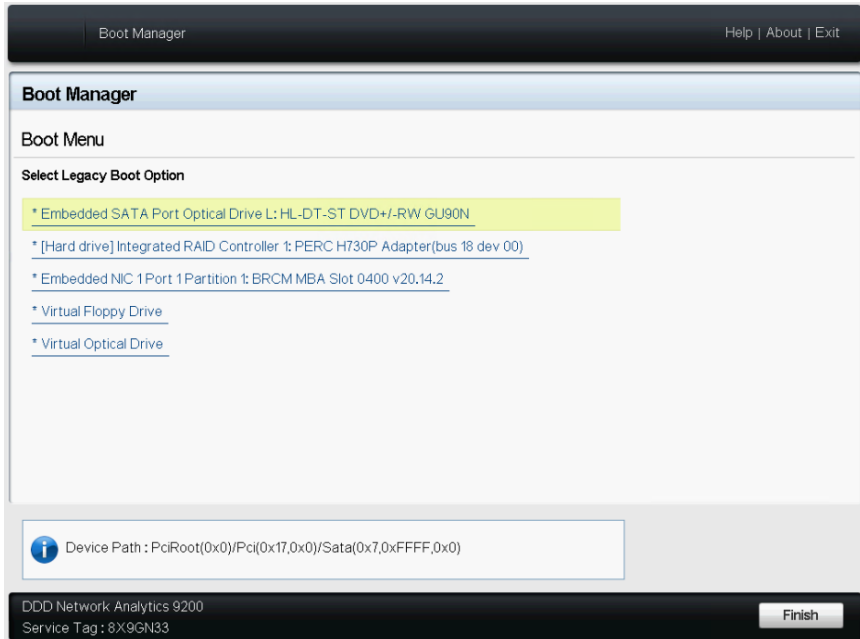 Boot Manager
Help | About | Exit
Boot Manager
Boot Menu
Select Legacy Boot Option
* Embedded SATA Port Optical Drive L: HL-DT-ST DVD+/-RW GU90N
* [Hard drive] Integrated RAID Controller 1: PERC H730P Adapter(bus 18 dev 00)
* Embedded NIC 1 Port 1 Partition 1: BRCM MBA Slot 0400 v20.14.2
* Virtual Floppy Drive
* Virtual Optical Drive
Device Path : PciRoot(0x0)/Pci(0x17,0x0)/Sata(0x7,0xFFFF,0x0)
DDD Network Analytics 9200
Service Tag : 8X9GN33
Finish